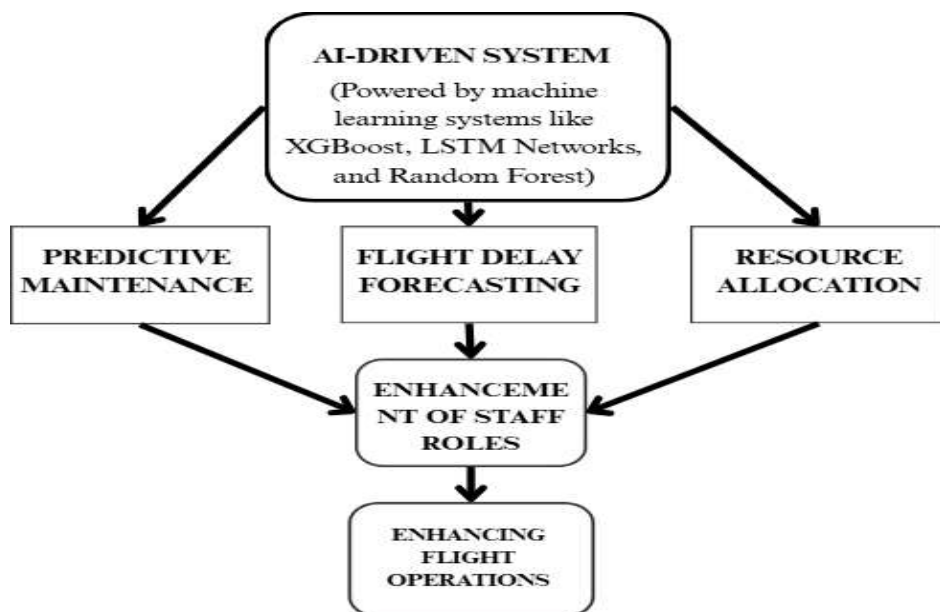 AI-DRIVEN SYSTEM
(Powered by machine
learning systems like
XGBoost, LSTM Networks,
and Random Forest)
PREDICTIVE
MAINTENANCE
FLIGHT DELAY
FORECASTING
RESOURCE
ALLOCATION
ENHANCEME
NT OF STAFF
ROLES
ENHANCING
FLIGHT
OPERATIONS